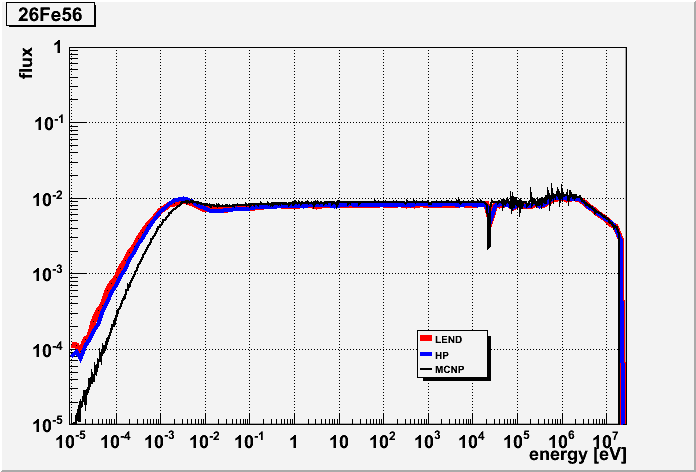 26Fe56
flux
1
10⁻¹
10⁻²
10⁻³
10⁻⁴
10⁻⁵
LEND
HP
MCNP
10⁻⁵ 10⁻⁴ 10⁻³ 10⁻² 10⁻¹ 1 10 10² 10³ 10⁴ 10⁵ 10⁶ 10⁷
energy [eV]